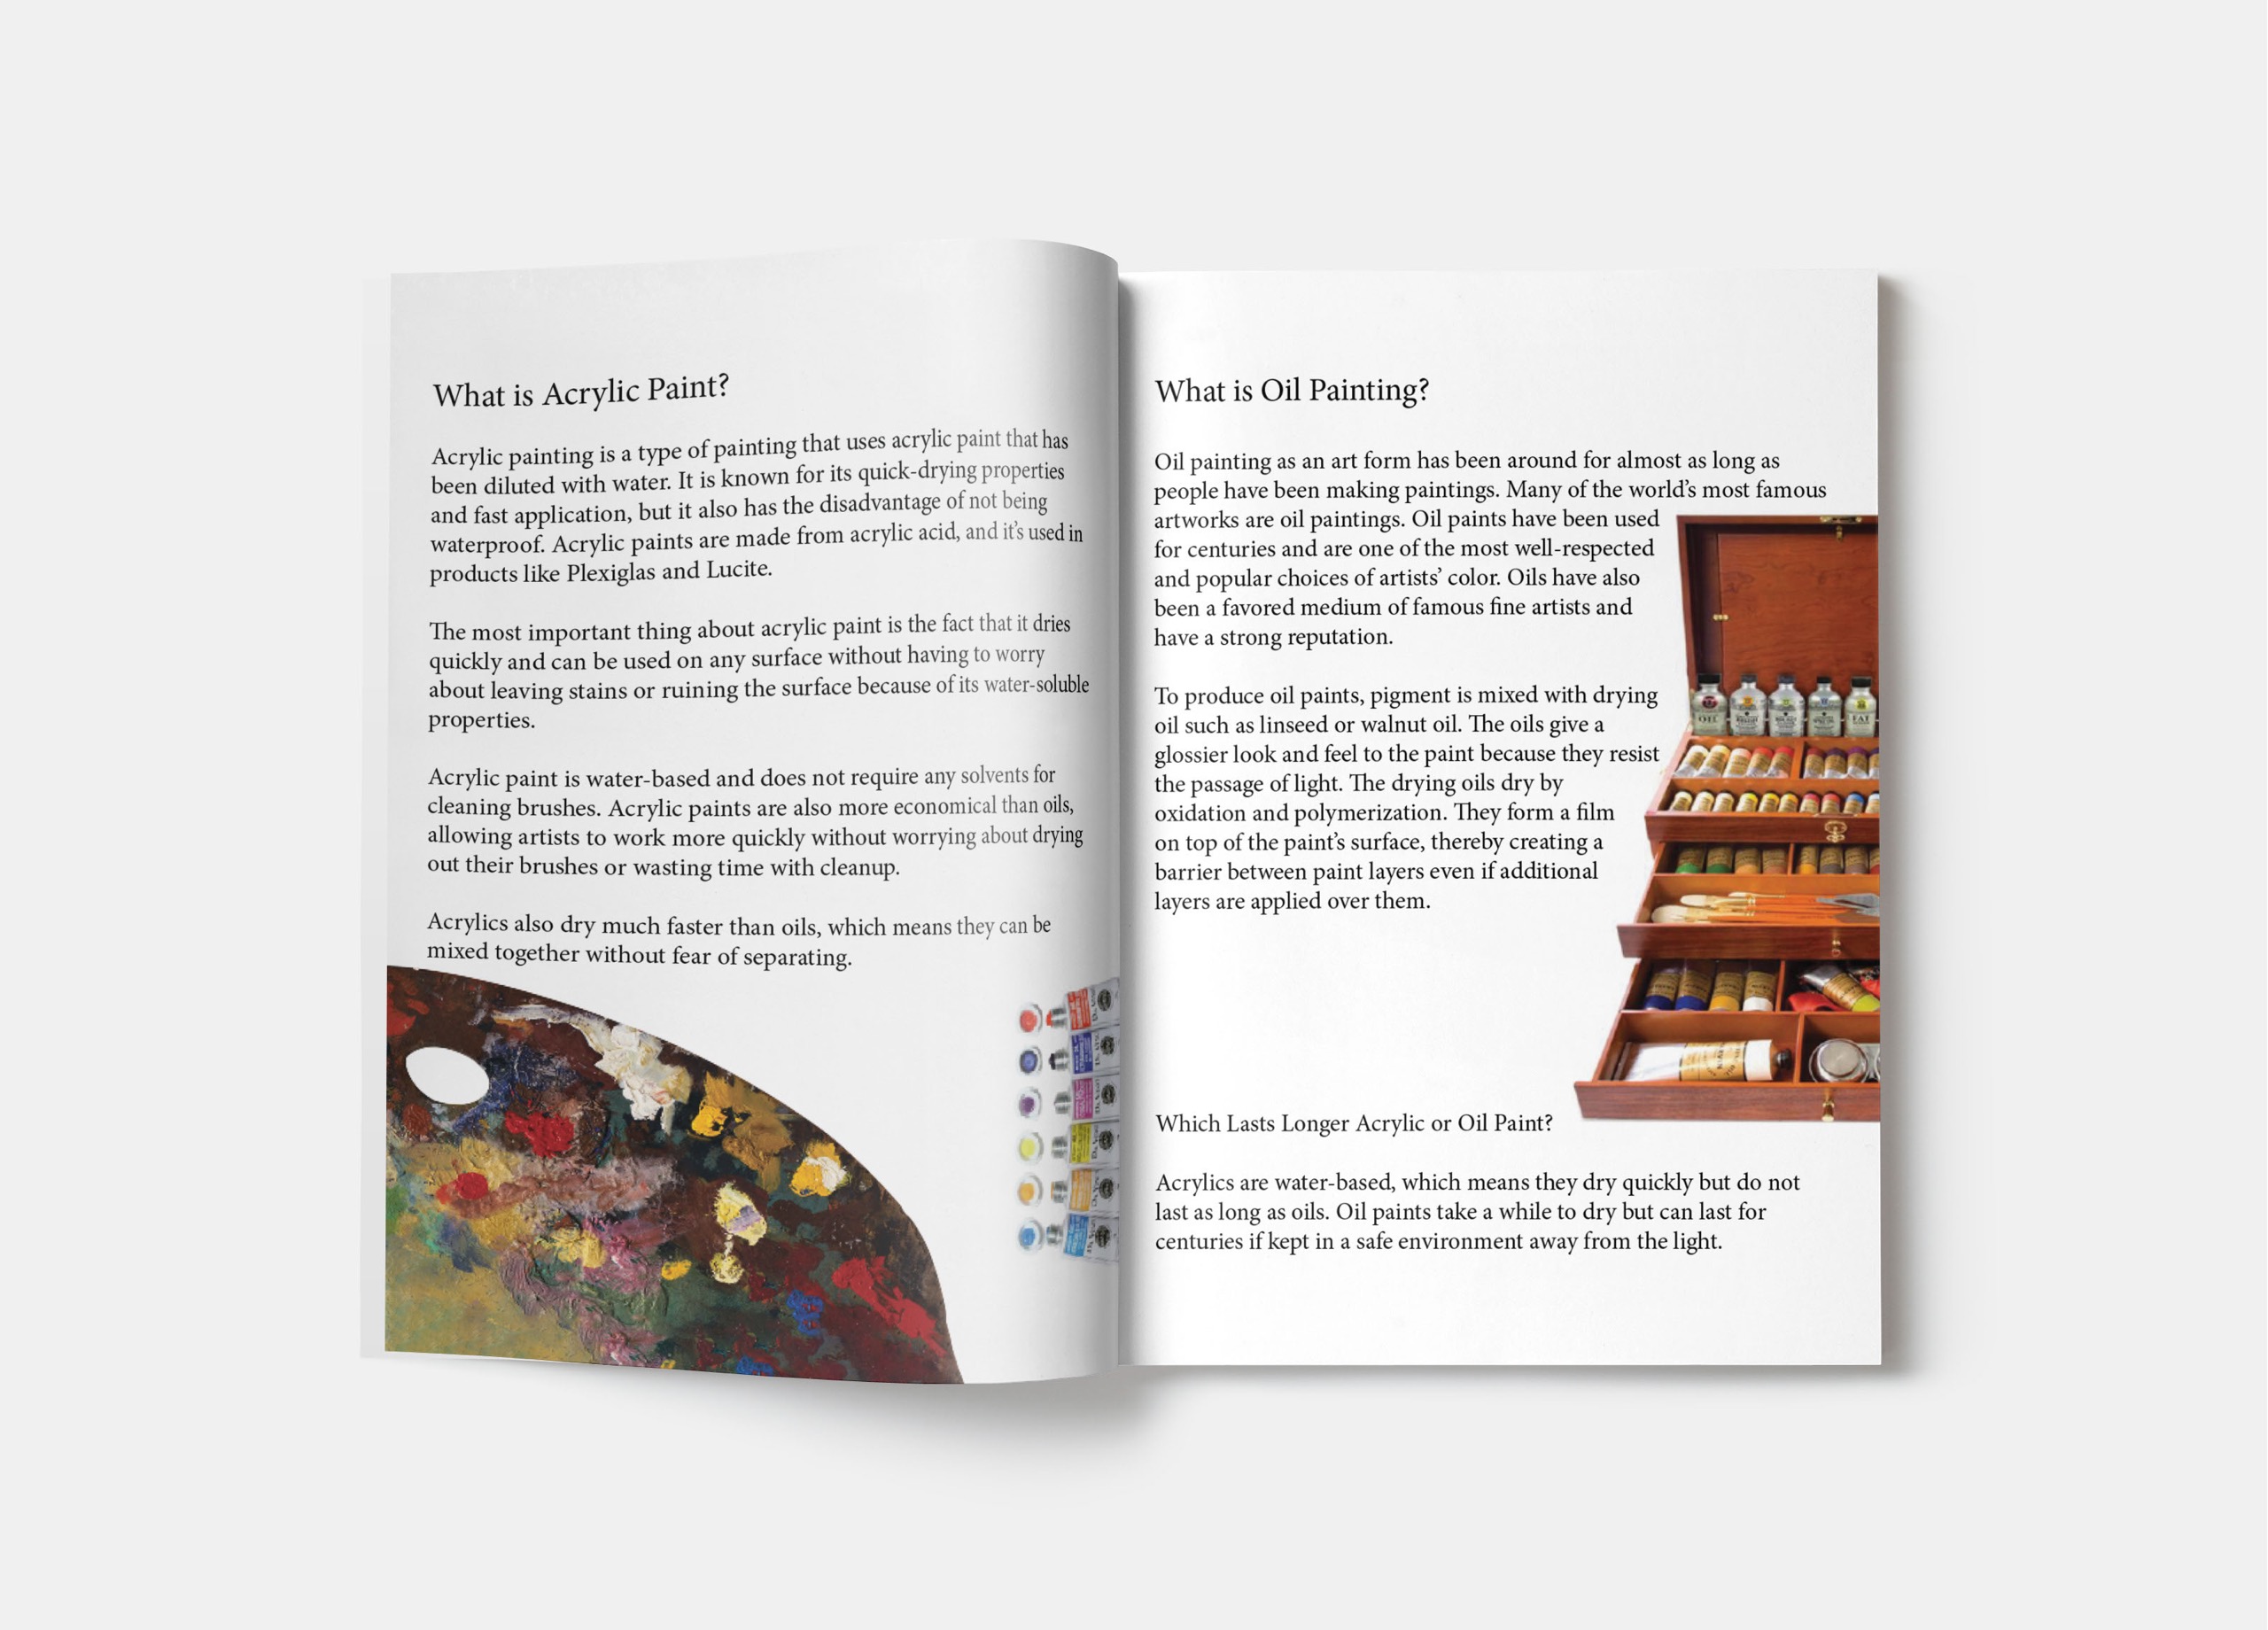 What is Acrylic Paint?
Acrylic painting is a type of painting that uses acrylic paint that has
been diluted with water. It is known for its quick-drying properties
and fast application, but it also has the disadvantage of not being
waterproof. Acrylic paints are made from acrylic acid, and it’s used in
products like Plexiglas and Lucite.
The most important thing about acrylic paint is the fact that it dries
quickly and can be used on any surface without having to worry
about leaving stains or ruining the surface because of its water-soluble
properties.
Acrylic paint is water-based and does not require any solvents for
cleaning brushes. Acrylic paints are also more economical than oils,
allowing artists to work more quickly without worrying about drying
out their brushes or wasting time with cleanup.
Acrylics also dry much faster than oils, which means they can be
mixed together without fear of separating.
What is Oil Painting?
Oil painting as an art form has been around for almost as long as
people have been making paintings. Many of the world’s most famous
artworks are oil paintings. Oil paints have been used
for centuries and are one of the most well-respected
and popular choices of artists’ color. Oils have also
been a favored medium of famous fine artists and
have a strong reputation.
To produce oil paints, pigment is mixed with drying
oil such as linseed or walnut oil. The oils give a
glossier look and feel to the paint because they resist
the passage of light. The drying oils dry by
oxidation and polymerization. They form a film
on top of the paint’s surface, thereby creating a
barrier between paint layers even if additional
layers are applied over them.
OIL
FAT
Which Lasts Longer Acrylic or Oil Paint?
Acrylics are water-based, which means they dry quickly but do not
last as long as oils. Oil paints take a while to dry but can last for
centuries if kept in a safe environment away from the light.